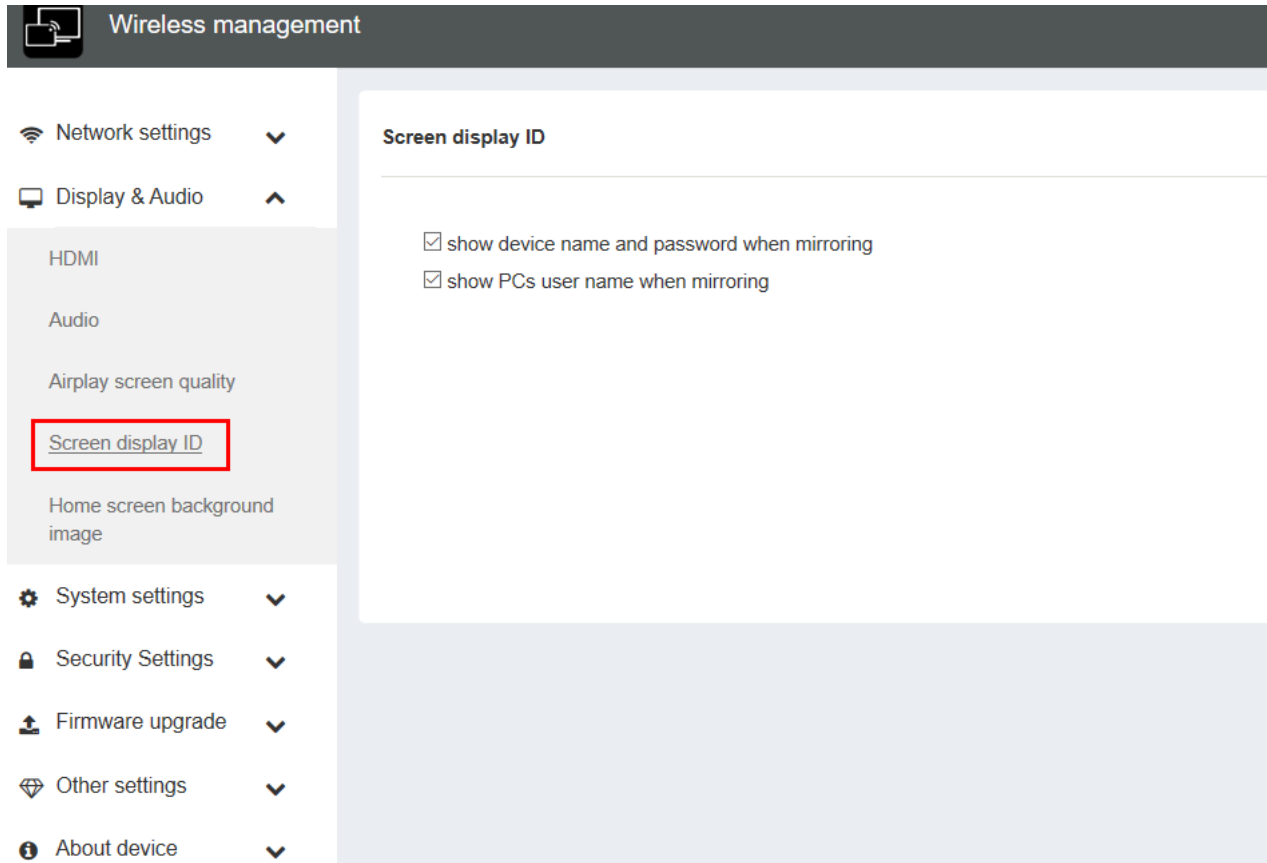 Wireless management
Network settings
Display & Audio
HDMI
Audio
Airplay screen quality
Screen display ID
Home screen background
image
System settings
Security Settings
Firmware upgrade
Other settings
About device
Screen display ID
show device name and password when mirroring
show PCs user name when mirroring